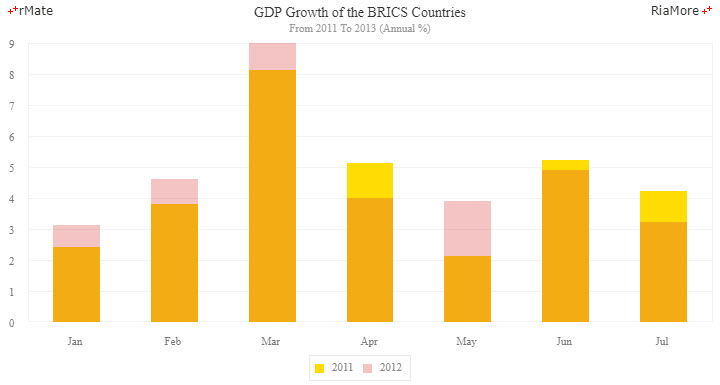 rMate
GDP Growth of the BRICS Countries
RiaMore
From 2011 To 2013 (Annual %)
9
8
7
6
5
4
3
2
1
0
Jan Feb Mar Apr May Jun Jul
2011 2012